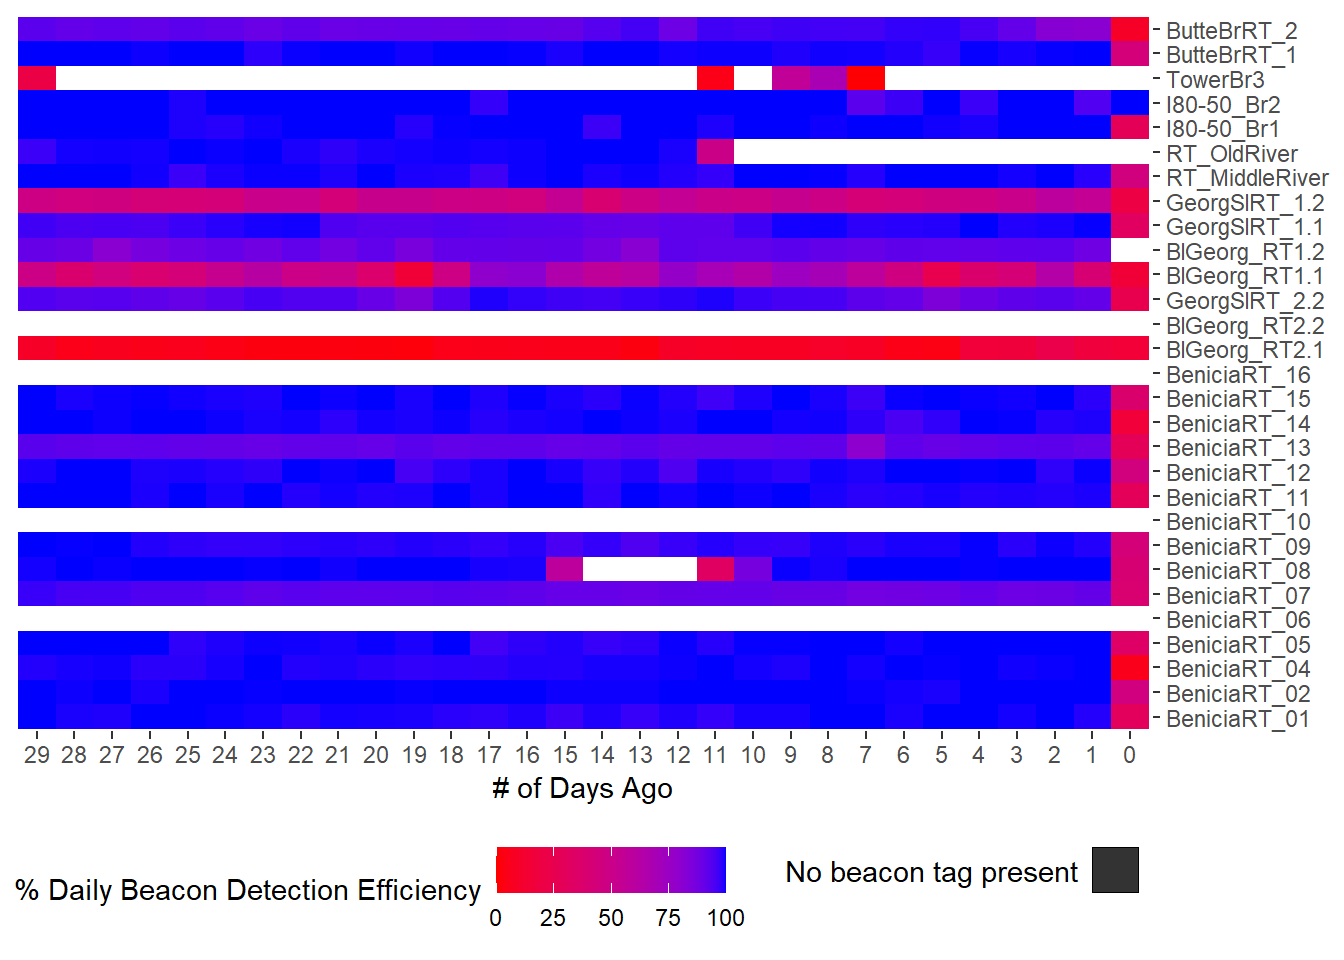 ButteBrRT_2
ButteBrRT_1
TowerBr3
I80-50_Br2
I80-50_Br1
RT_OldRiver
RT_MiddleRiver
GeorgSlRT_1.2
GeorgSlRT_1.1
BlGeorg_RT1.2
BlGeorg_RT1.1
GeorgSlRT_2.2
BlGeorg_RT2.2
BlGeorg_RT2.1
BeniciaRT_16
BeniciaRT_15
BeniciaRT_14
BeniciaRT_13
BeniciaRT_12
BeniciaRT_11
BeniciaRT_10
BeniciaRT_09
BeniciaRT_08
BeniciaRT_07
BeniciaRT_06
BeniciaRT_05
BeniciaRT_04
BeniciaRT_02
BeniciaRT_01
29 28 27 26 25 24 23 22 21 20 19 18 17 16 15 14 13 12 11 10 9 8 7 6 5 4 3 2 1 0
# of Days Ago
% Daily Beacon Detection Efficiency
0 25 50 75 100
No beacon tag present